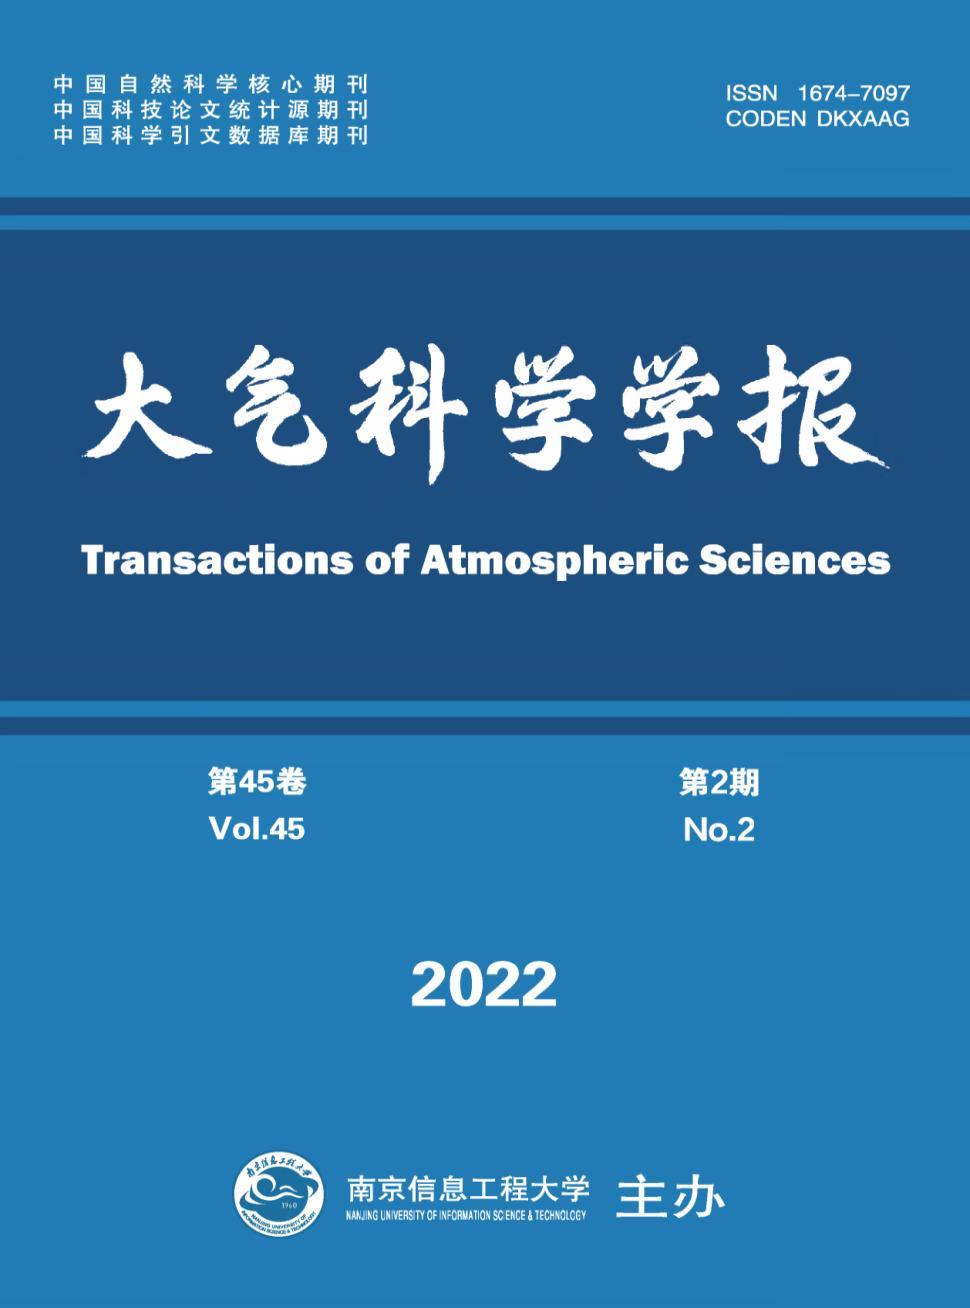 中国自然科学核心期刊
中国科技论文统计源期刊
中国科学引文数据库期刊
ISSN 1674-7097
CODEN DKXAAG
大气科学学报
Transactions of Atmospheric Sciences
第45卷
Vol.45
第2期
No.2
2022
南京信息工程大学
1960
NANJING UNIVERSITY OF
INFORMATION SCIENCE & TECHNOLOGY
南京信息工程大学
NANJING UNIVERSITY OF INFORMATION SCIENCE & TECHNOLOGY
主办